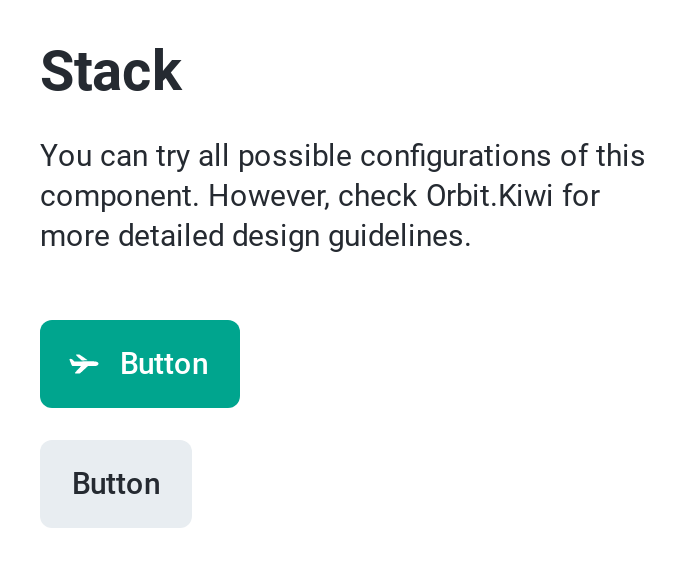 Stack
You can try all possible configurations of this
component. However, check Orbit.Kiwi for
more detailed design guidelines.
Button
Button